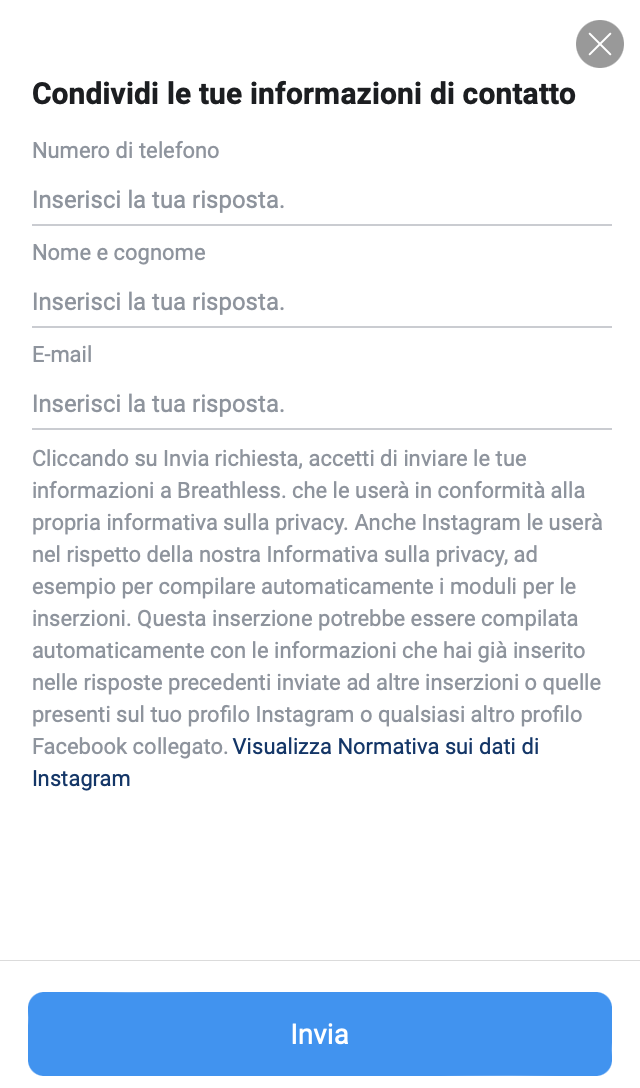 Condividi le tue informazioni di contatto
Numero di telefono
Inserisci la tua risposta.
Nome e cognome
Inserisci la tua risposta.
E-mail
Inserisci la tua risposta.
Cliccando su Invia richiesta, accetti di inviare le tue
informazioni a Breathless. che le userà in conformità alla
propria informativa sulla privacy. Anche Instagram le userà
nel rispetto della nostra Informativa sulla privacy, ad
esempio per compilare automaticamente i moduli per le
inserzioni. Questa inserzione potrebbe essere compilata
automaticamente con le informazioni che hai già inserito
nelle risposte precedenti inviate ad altre inserzioni o quelle
presenti sul tuo profilo Instagram o qualsiasi altro profilo
Facebook collegato. Visualizza Normativa sui dati di
Instagram
Invia